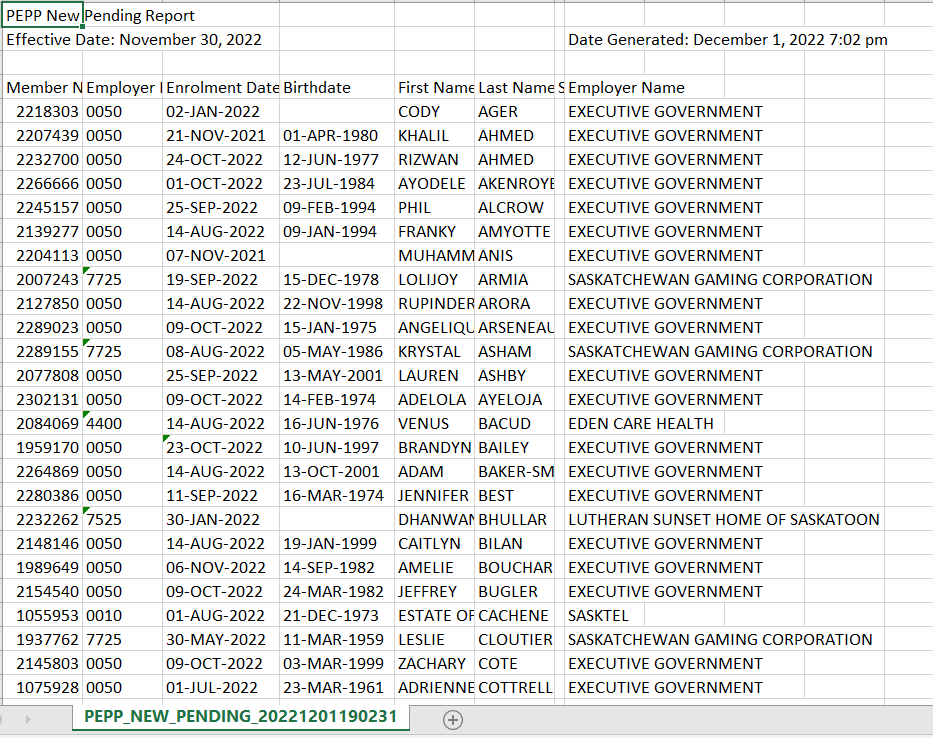 PEPP New Pending Report
Effective Date: November 30, 2022 Date Generated: December 1, 2022 7:02 pm
Member N Employer I Enrolment Date Birthdate First Name Last Name S Employer Name
2218303 0050 02-JAN-2022 CODY AGER EXECUTIVE GOVERNMENT
2207439 0050 21-NOV-2021 01-APR-1980 KHALIL AHMED EXECUTIVE GOVERNMENT
2232700 0050 24-OCT-2022 12-JUN-1977 RIZWAN AHMED EXECUTIVE GOVERNMENT
2266666 0050 01-OCT-2022 23-JUL-1984 AYODELE AKENROYE EXECUTIVE GOVERNMENT
2245157 0050 25-SEP-2022 09-FEB-1994 PHIL ALCROW EXECUTIVE GOVERNMENT
2139277 0050 14-AUG-2022 09-JAN-1994 FRANKY AMYOTTE EXECUTIVE GOVERNMENT
2204113 0050 07-NOV-2021 MUHAMM ANIS EXECUTIVE GOVERNMENT
2007243 7725 19-SEP-2022 15-DEC-1978 LOLIJOY ARMIA SASKATCHEWAN GAMING CORPORATION
2127850 0050 14-AUG-2022 22-NOV-1998 RUPINDER ARORA EXECUTIVE GOVERNMENT
2289023 0050 09-OCT-2022 15-JAN-1975 ANGELIQU ARSENEAU EXECUTIVE GOVERNMENT
2289155 7725 08-AUG-2022 05-MAY-1986 KRYSTAL ASHAM SASKATCHEWAN GAMING CORPORATION
2077808 0050 25-SEP-2022 13-MAY-2001 LAUREN ASHBY EXECUTIVE GOVERNMENT
2302131 0050 09-OCT-2022 14-FEB-1974 ADELOLA AYELOJA EXECUTIVE GOVERNMENT
2084069 4400 14-AUG-2022 16-JUN-1976 VENUS BACUD EDEN CARE HEALTH
1959170 0050 23-OCT-2022 10-JUN-1997 BRANDYN BAILEY EXECUTIVE GOVERNMENT
2264869 0050 14-AUG-2022 13-OCT-2001 ADAM BAKER-SM EXECUTIVE GOVERNMENT
2280386 0050 11-SEP-2022 16-MAR-1974 JENNIFER BEST EXECUTIVE GOVERNMENT
2232262 7525 30-JAN-2022 DHANWAN BHULLAR LUTHERAN SUNSET HOME OF SASKATOON
2148146 0050 14-AUG-2022 19-JAN-1999 CAITLYN BILAN EXECUTIVE GOVERNMENT
1989649 0050 06-NOV-2022 14-SEP-1982 AMELIE BOUCHAR EXECUTIVE GOVERNMENT
2154540 0050 09-OCT-2022 24-MAR-1982 JEFFREY BUGLER EXECUTIVE GOVERNMENT
1055953 0010 01-AUG-2022 21-DEC-1973 ESTATE OF CACHENE SASKTEL
1937762 7725 30-MAY-2022 11-MAR-1959 LESLIE CLOUTIER SASKATCHEWAN GAMING CORPORATION
2145803 0050 09-OCT-2022 03-MAR-1999 ZACHARY COTE EXECUTIVE GOVERNMENT
1075928 0050 01-JUL-2022 23-MAR-1961 ADRIENNE COTTRELL EXECUTIVE GOVERNMENT
PEPP_NEW_PENDING_20221201190231